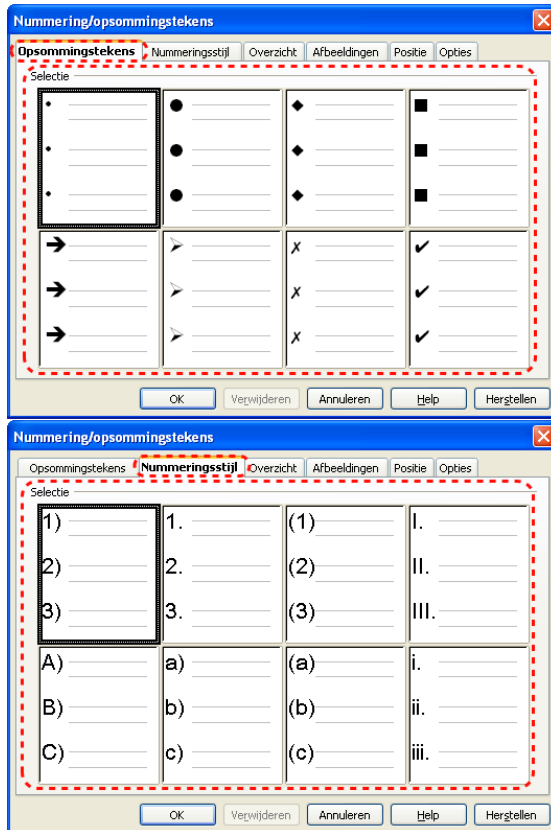 Nummering/opsommingstekens
Opsommingstekens Nummeringsstijl Overzicht Afbeeldingen Positie Opties
Selectie
OK Verwijderen Annuleren Help Herstellen
Nummering/opsommingstekens
Opsommingstekens Nummeringsstijl Overzicht Afbeeldingen Positie Opties
Selectie
1) 1. (1) I.
2) 2. (2) II.
3) 3. (3) III.
A) a) (a) i.
B) b) (b) ii.
C) c) (c) iii.
OK Verwijderen Annuleren Help Herstellen